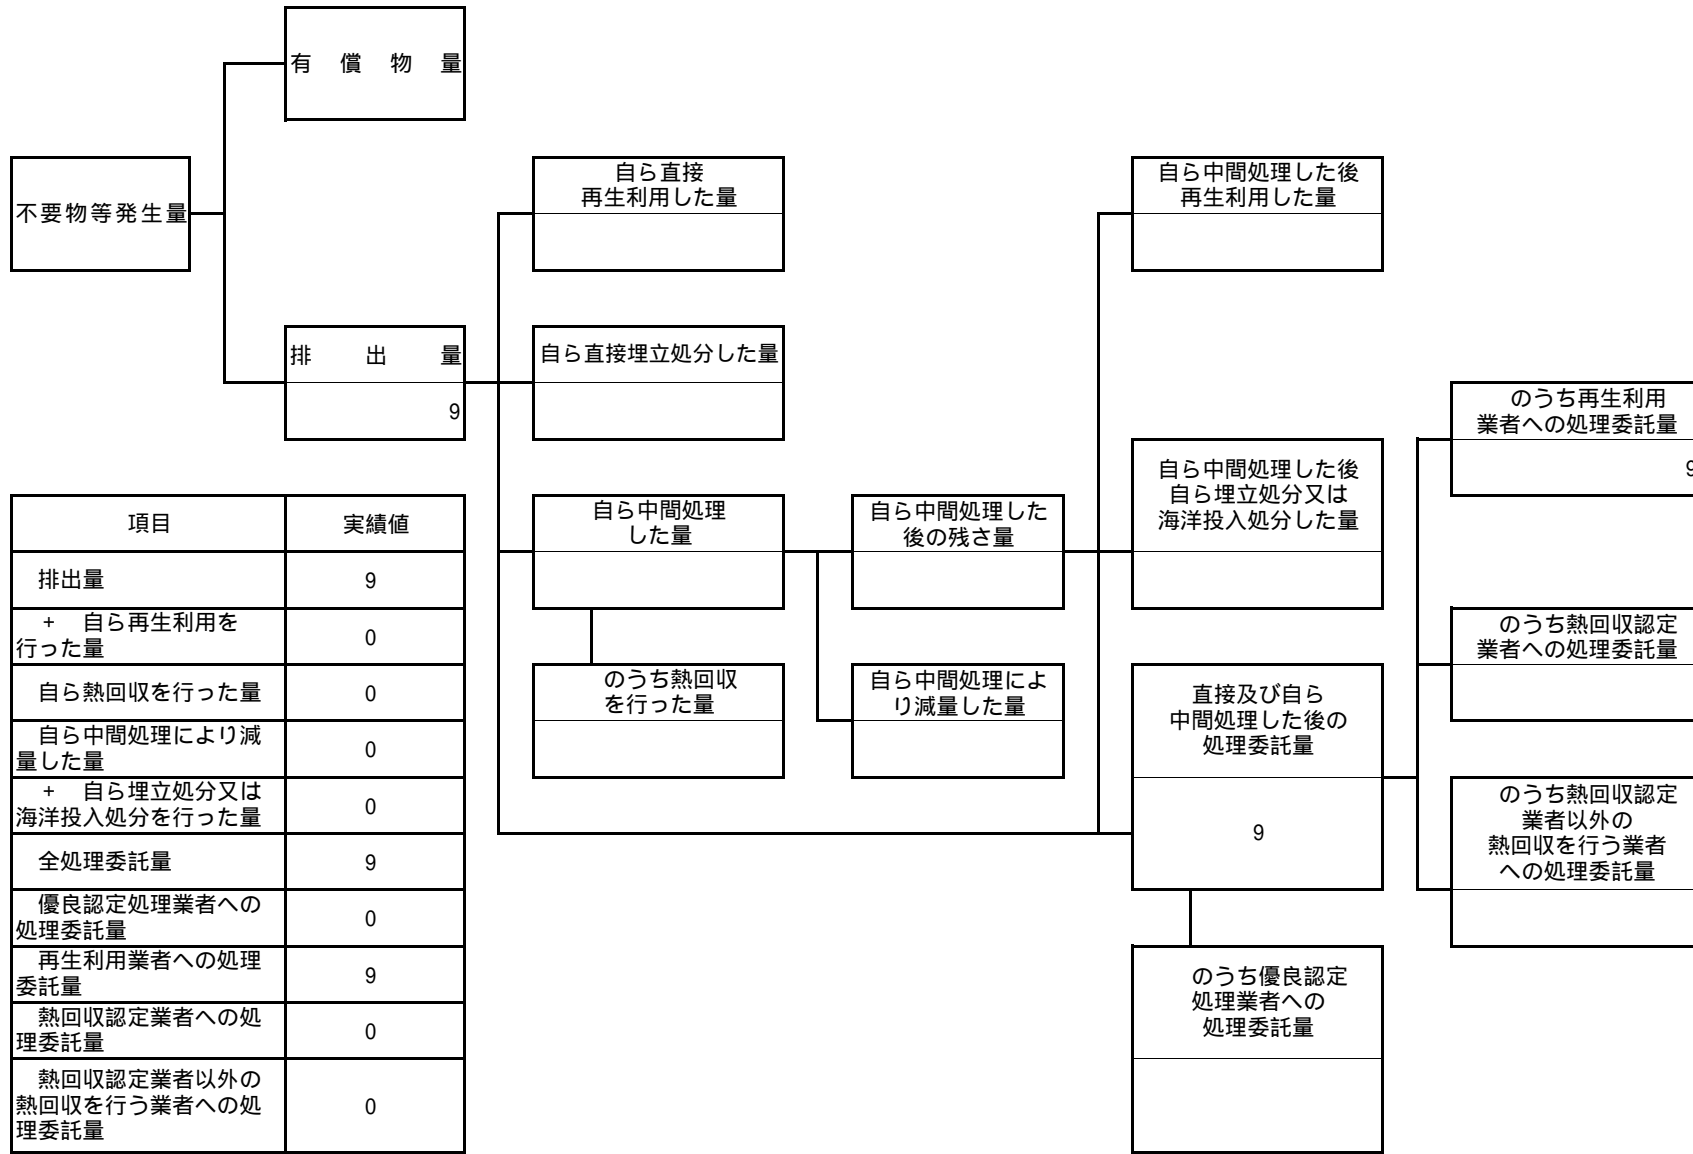 有償物量
不要物等発生量
排出量
9
自ら直接
再生利用した量
自ら直接埋立処分した量
自ら中間処理
した量
のうち熱回収
を行った量
自ら中間処理した
後の残さ量
自ら中間処理によ
り減量した量
自ら中間処理した後
再生利用した量
自ら中間処理した後
自ら埋立処分又は
海洋投入処分した量
直接及び自ら
中間処理した後の
処理委託量
9
のうち優良認定
処理業者への
処理委託量
のうち再生利用
業者への処理委託量
9
のうち熱回収認定
業者への処理委託量
のうち熱回収認定
業者以外の
熱回収を行う業者
への処理委託量
項目 実績値
排出量 9
+ 自ら再生利用を
行った量 0
自ら熱回収を行った量 0
自ら中間処理により減
量した量 0
+ 自ら埋立処分又は
海洋投入処分を行った量 0
全処理委託量 9
優良認定処理業者への
処理委託量 0
再生利用業者への処理
委託量 9
熱回収認定業者への処
理委託量 0
熱回収認定業者以外の
熱回収を行う業者への処
理委託量 0